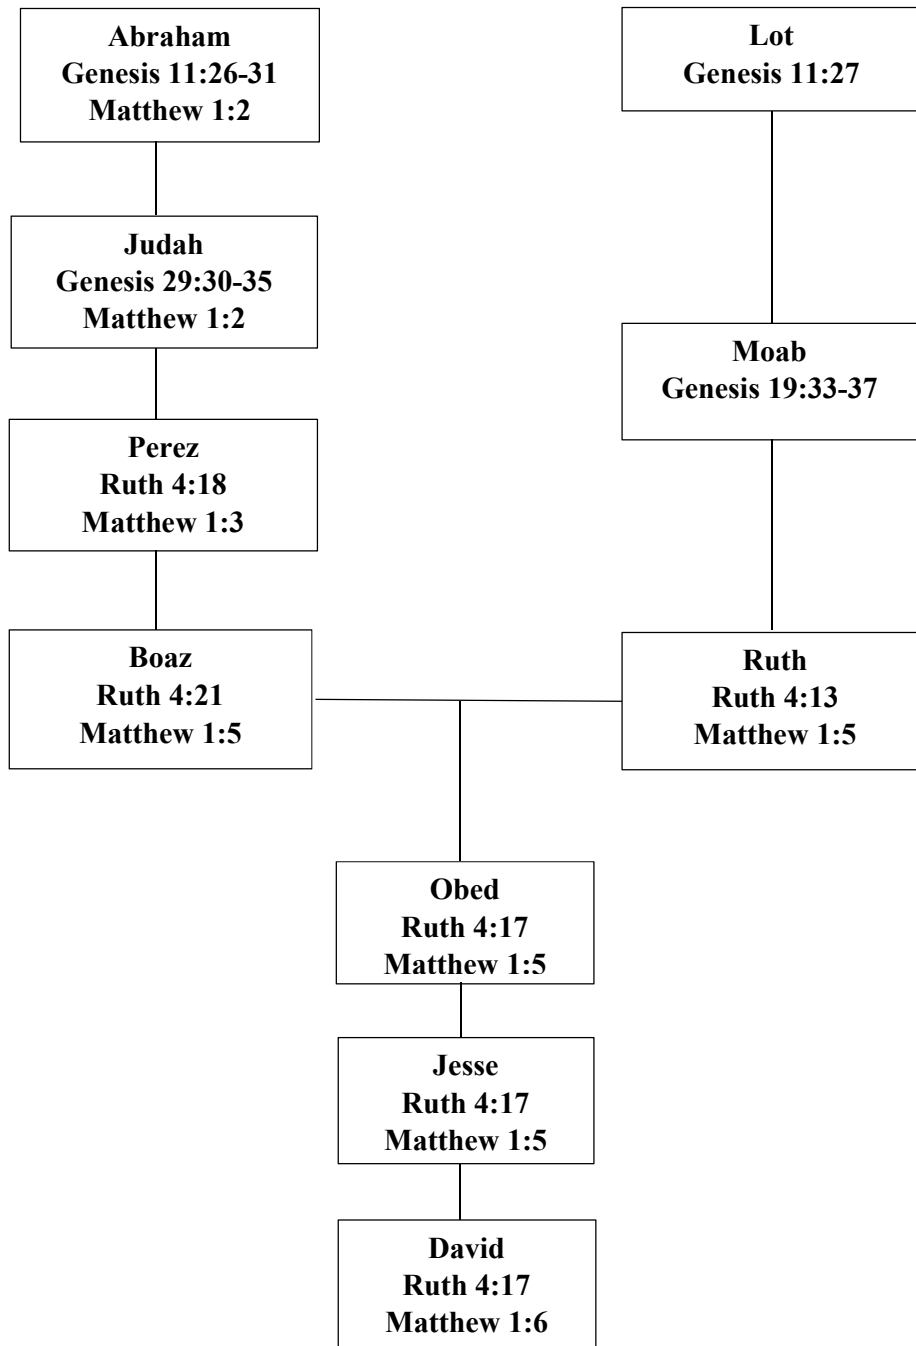 Abraham
Genesis 11:26-31
Matthew 1:2
Lot
Genesis 11:27
Judah
Genesis 29:30-35
Matthew 1:2
Moab
Genesis 19:33-37
Perez
Ruth 4:18
Matthew 1:3
Boaz
Ruth 4:21
Matthew 1:5
Ruth
Ruth 4:13
Matthew 1:5
Obed
Ruth 4:17
Matthew 1:5
Jesse
Ruth 4:17
Matthew 1:5
David
Ruth 4:17
Matthew 1:6